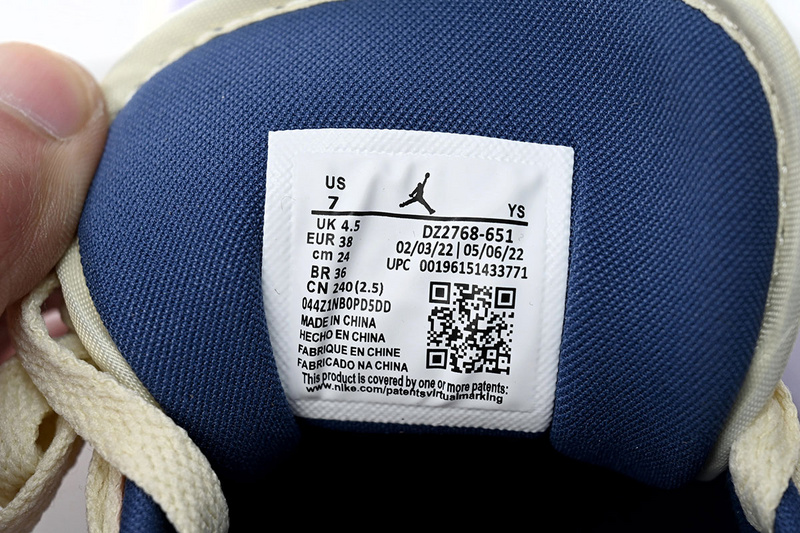 US
7 YS
UK 4.5
EUR 38
cm 24
BR 36
CN 240(2.5)
044Z1NB0PD5DD
DZ2768-651
02/03/22 | 05/06/22
UPC 00196151433771
MADE IN CHINA
HECHO EN CHINA
FABRIQUE EN CHINE
FABRICADO NA CHINA
This product is covered by one or more patents:
www.nike.com/patentsvirtualmarking